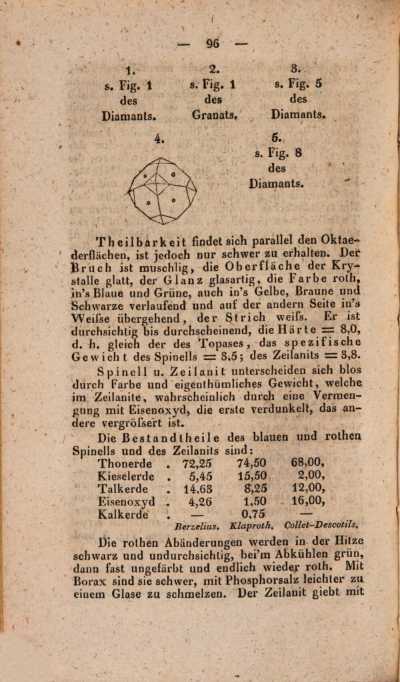 — 96 —
1. 2. 3.
s. Fig. 1 s. Fig. 1 s. Fig. 5
des des des
Diamants. Granats. Diamants.
4. 5.
s. Fig. 8
des
Diamants.
Theilbarkeit findet sich parallel den Oktae-
derflächen, ist jedoch nur schwer zu erhalten. Der
Bruch ist muschlig, die Oberfläche der Kry-
stalle glatt, der Glanz glasartig, die Farbe roth,
in's Blaue und Grüne, auch in's Gelbe, Braune und
Schwarze verlaufend und auf der andern Seite in's
Weifse übergehend, der Strich weifs. Er ist
durchsichtig bis durchscheinend, die Härte = 8,0,
d. h. gleich der des Topases, das spezifische
Gewicht des Spinells = 3,5; des Zeilanits = 3,8.
Spinell u. Zeilanit unterscheiden sich blos
durch Farbe und eigenthümliches Gewicht, welche
im Zeilanite, wahrscheinlich durch eine Vermen-
gung mit Eisenoxyd, die erste verdunkelt, das an-
dere vergröfsert ist.
Die Bestandtheile des blauen und rothen
Spinells und des Zeilanits sind:
Thonerde . 72,25 74,50 68,00,
Kieselerde . 5,45 15,50 2,00,
Talkerde . 14,63 8,25 12,00,
Eisenoxyd . 4,26 1,50 16,00,
Kalkerde . — 0,75 —
Berzelius. Klaproth. Collet-Descotils.
Die rothen Abänderungen werden in der Hitze
schwarz und undurchsichtig, bei'm Abkühlen grün,
dann fast ungefärbt und endlich wieder roth. Mit
Borax sind sie schwer, mit Phosphorsalz leichter zu
einem Glase zu schmelzen. Der Zeilanit giebt mit